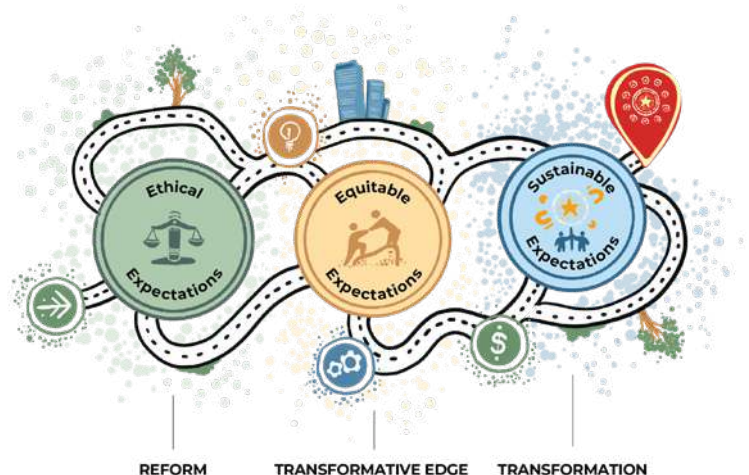 Ethical
Expectations
Equitable
Expectations
Sustainable
Expectations
$
REFORM
TRANSFORMATIVE EDGE
TRANSFORMATION